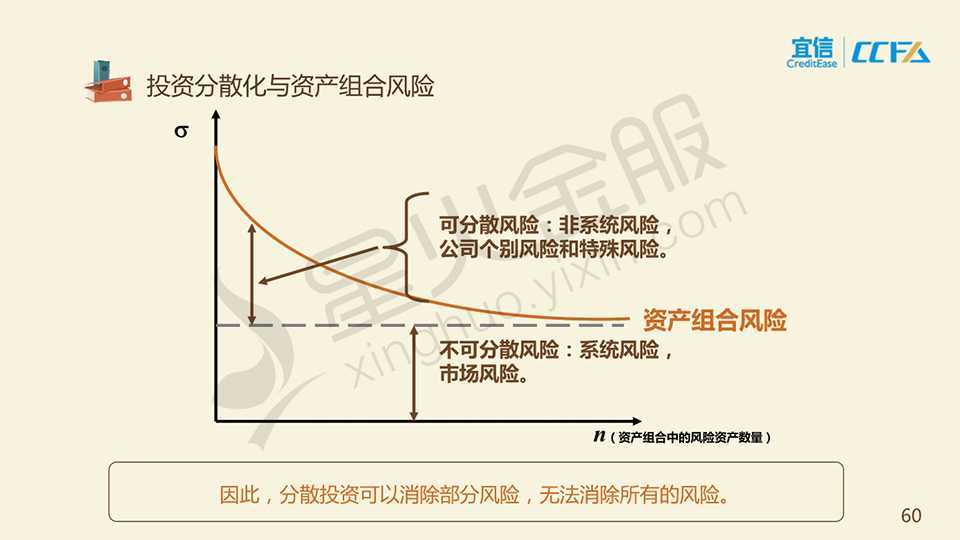 宜信
CreditEase
CCFA
投资分散化与资产组合风险
σ
可分散风险：非系统风险，
公司个别风险和特殊风险。
资产组合风险
不可分散风险：系统风险，
市场风险。
n（资产组合中的风险资产数量）
因此，分散投资可以消除部分风险，无法消除所有的风险。
60
星火金服
xinghuo.yixin.com